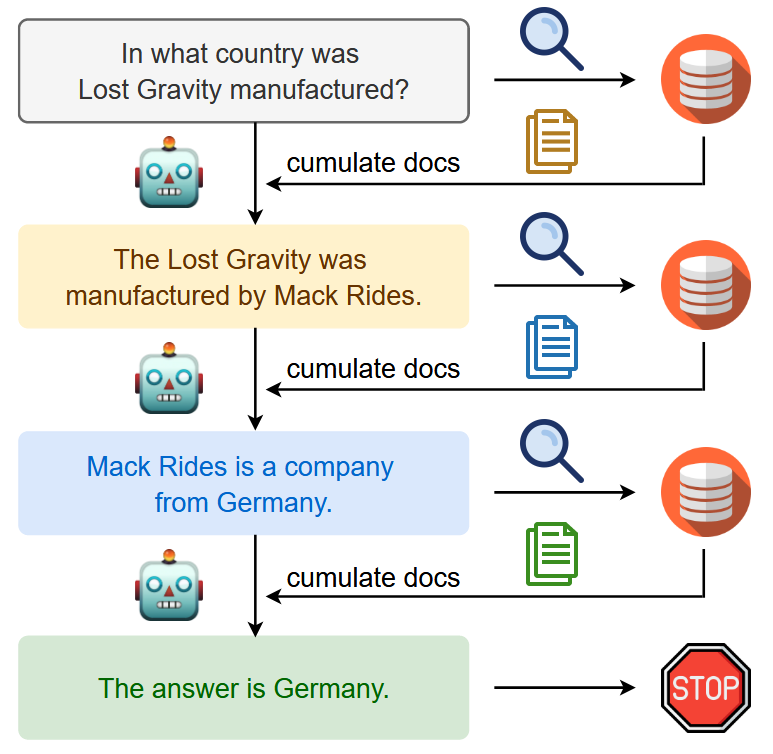 In what country was
Lost Gravity manufactured?
cumulate docs
The Lost Gravity was
manufactured by Mack Rides.
cumulate docs
Mack Rides is a company
from Germany.
cumulate docs
The answer is Germany.
STOP